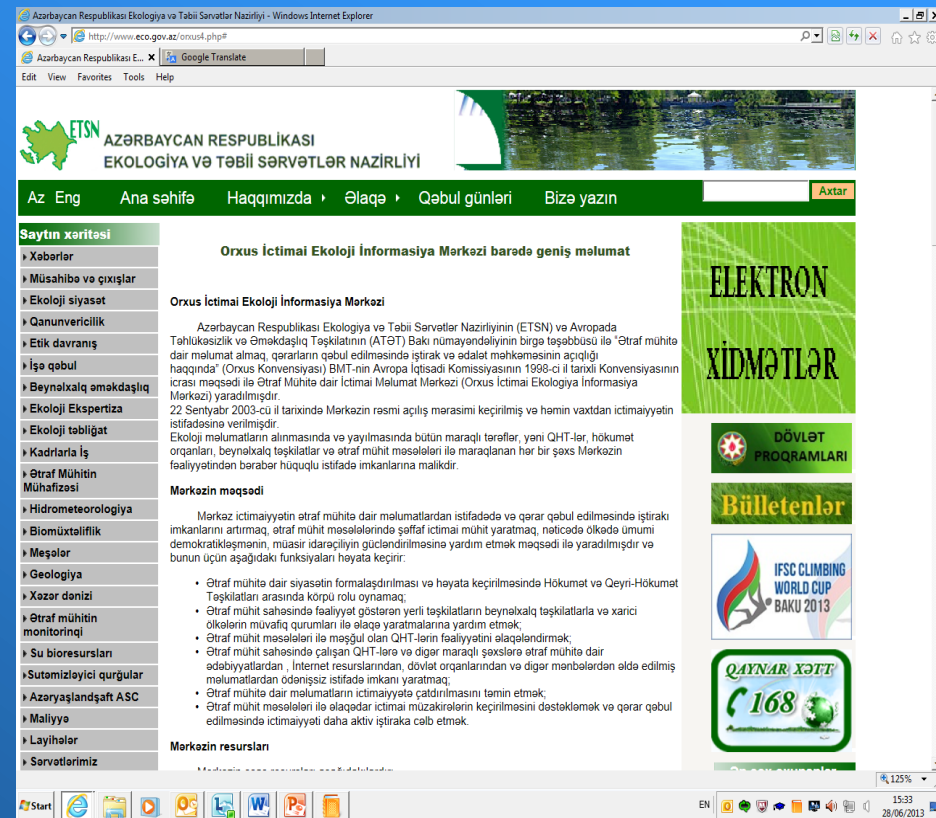 Azərbaycan Respublikası Ekologiya və Təbii Sərvətlər Nazirliyi - Windows Internet Explorer
http://www.eco.gov.az/orxus4.php#
Azərbaycan Respublikası E... Google Translate
Edit View Favorites Tools Help
ETSN
AZƏRBAYCAN RESPUBLİKASI
EKOLOGİYA VƏ TƏBİİ SƏRVƏTLƏR NAZİRLİYİ
Az Eng Ana səhifə Haqqımızda Əlaqə Qəbul günləri Bizə yazın Axtar
Saytın xəritəsi
Xəbərlər
Müsahibə və çıxışlar
Ekoloji siyasət
Qanunvericilik
Etik davranış
İşə qəbul
Beynəlxalq əməkdaşlıq
Ekoloji Ekspertiza
Ekoloji təbliğat
Kadrlarla İş
Ətraf Mühitin
Mühafizəsi
Hidrometeorologiya
Biomüxtəliflik
Meşələr
Geologiya
Xəzər dənizi
Ətraf mühitin
monitorinqi
Su bioresursları
Sutəmizləyici qurğular
Azəryaşlandşaft ASC
Maliyyə
Layihələr
Sərvətlərimiz
Orxus İctimai Ekoloji İnformasiya Mərkəzi barədə geniş məlumat
Orxus İctimai Ekoloji İnformasiya Mərkəzi
Azərbaycan Respublikası Ekologiya və Təbii Sərvətlər Nazirliyinin (ETSN) və Avropada
Təhlükəsizlik və Əməkdaşlıq Təşkilatının (ATƏT) Bakı nümayəndəliyinin birgə təşəbbüsü ilə “Ətraf mühitə
dair məlumat almaq, qərarların qəbul edilməsində iştirak və ədalət məhkəməsinin açıqlığı
haqqında” (Orxus Konvensiyası) BMT-nin Avropa İqtisadi Komissiyasının 1998-ci il tarixli Konvensiyasının
icrası məqsədi ilə Ətraf Mühitə dair İctimai Məlumat Mərkəzi (Orxus İctimai Ekologiya İnformasiya
Mərkəzi) yaradılmışdır.
22 Sentyabr 2003-cü il tarixində Mərkəzin rəsmi açılış mərasimi keçirilmiş və həmin vaxtdan ictimaiyyətin
istifadəsinə verilmişdir.
Ekoloji məlumatların alınmasında və yayılmasında bütün maraqlı tərəflər, yəni QHT-lər, hökumət
orqanları, beynəlxalq təşkilatlar və ətraf mühit məsələləri ilə maraqlanan hər bir şəxs Mərkəzin
fəaliyyətindən bərabər hüquqlu istifadə imkanlarına malikdir.
Mərkəzin məqsədi
Mərkəz ictimaiyyətin ətraf mühitə dair məlumatlardan istifadədə və qərar qəbul edilməsində iştirakı
imkanlarını artırmaq, ətraf mühit məsələlərində şəffaf ictimai mühit yaratmaq, nəticədə ölkədə ümumi
demokratikləşmənin, müasir idarəçiliyin gücləndirilməsinə yardım etmək məqsədi ilə yaradılmışdır və
bunun üçün aşağıdakı funksiyaları həyata keçirir:
• Ətraf mühitə dair siyasətin formalaşdırılması və həyata keçirilməsində Hökumət və Qeyri-Hökumət
Təşkilatları arasında körpü rolu oynamaq;
• Ətraf mühit sahəsində fəaliyyət göstərən yerli təşkilatların beynəlxalq təşkilatlarla və xarici
ölkələrin müvafiq qurumları ilə əlaqə yaratmalarına yardım etmək;
• Ətraf mühit məsələləri ilə məşğul olan QHT-lərin fəaliyyətini əlaqələndirmək;
• Ətraf mühit sahəsində çalışan QHT-lərə və digər maraqlı şəxslərə ətraf mühitə dair
ədəbiyyatlardan , İnternet resurslarından, dövlət orqanlarından və digər mənbələrdən əldə edilmiş
məlumatlardan ödənişsiz istifadə imkanı yaratmaq;
• Ətraf mühitə dair məlumatların ictimaiyyətə çatdırılmasını təmin etmək;
• Ətraf mühit məsələləri ilə əlaqədar ictimai müzakirələrin keçirilməsini dəstəkləmək və qərar qəbul
edilməsində ictimaiyyəti daha aktiv iştiraka cəlb etmək.
Mərkəzin resursları
ELEKTRON
XİDMƏTLƏR
DÖVLƏT
PROQRAMLARI
Bülletenlər
IFSC CLIMBING
WORLD CUP
BAKU 2013
QAYNAR XƏTT
168
125%
Start EN 15:33
28/06/2013